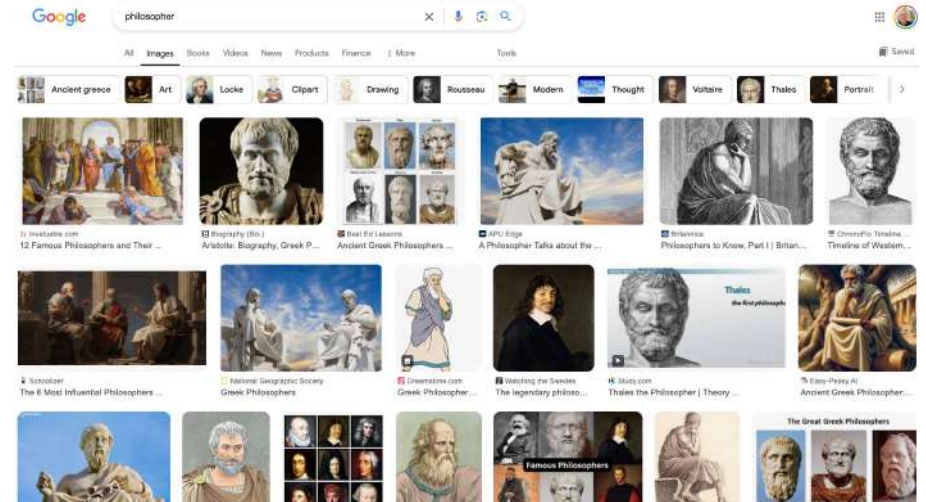 Google
philosopher
All Images Books Videos News Products Finance More Tools
Saved
Ancient greece Art Locke Clipart Drawing Rousseau Modern Thought Voltaire Thales Portrait
Invaluable.com
12 Famous Philosophers and Their ...
Biography (Bio.)
Aristotle: Biography, Greek P...
Best Ed Lessons
Ancient Greek Philosophers ...
APU Edge
A Philosopher Talks about the ...
Britannica
Philosophers to Know, Part I | Britan...
ChronoFlo Timeline ...
Timeline of Western...
Thales
the first philosoph
Schoolizer
The 6 Most Influential Philosophers ...
National Geographic Society
Greek Philosophers
Dreamstime.com
Greek Philosopher...
Watching the Swedes
The legendary philoso...
Study.com
Thales the Philosopher | Theory ...
Easy-Peasy.AI
Ancient Greek Philosopher...
Famous Philosophers
The Great Greek Philosophers